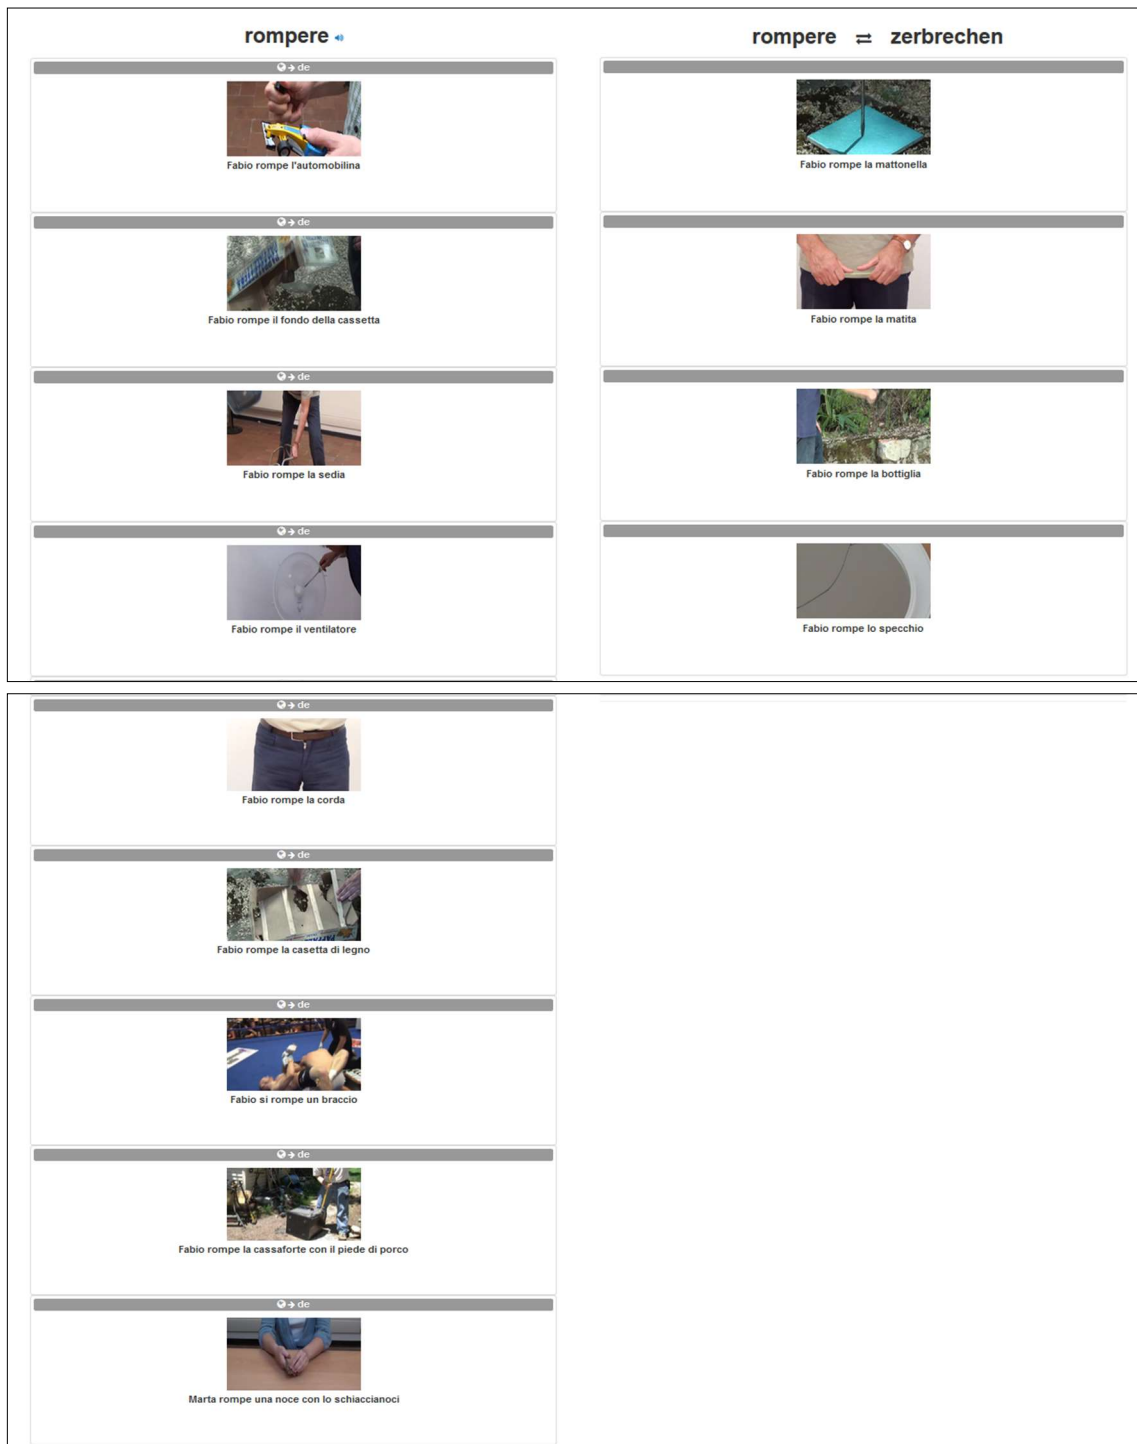 rompere
→ de
Fabio rompe l'automobilina
→ de
Fabio rompe il fondo della cassetta
→ de
Fabio rompe la sedia
→ de
Fabio rompe il ventilatore
rompere ⇄ zerbrechen
Fabio rompe la mattonella
Fabio rompe la matita
Fabio rompe la bottiglia
Fabio rompe lo specchio
→ de
Fabio rompe la corda
→ de
Fabio rompe la casetta di legno
→ de
Fabio si rompe un braccio
→ de
Fabio rompe la cassaforte con il piede di porco
→ de
Marta rompe una noce con lo schiaccianoci